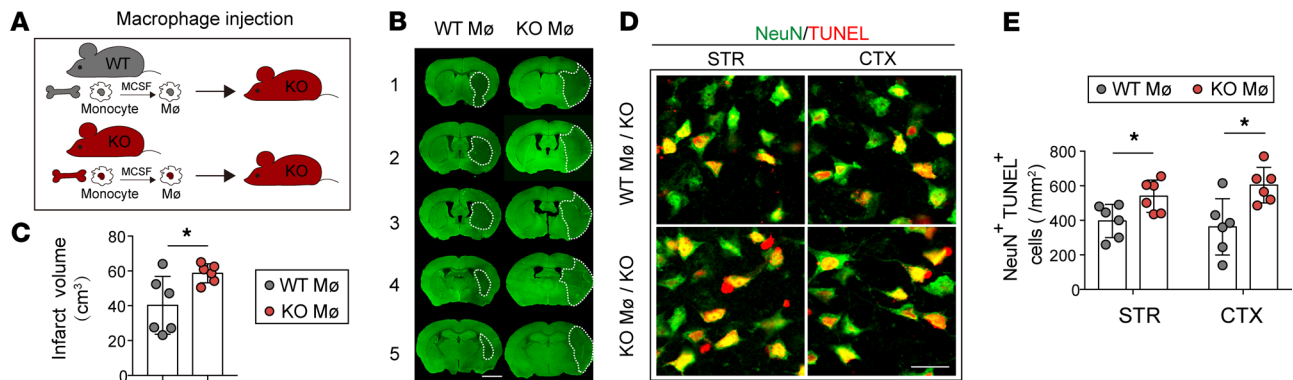 A
Macrophage injection
WT
MCSF
Monocyte
Mø
KO
KO
MCSF
Monocyte
Mø
KO
B
WT Mø KO Mø
1
2
3
4
5
C
Infarct volume
(cm³)
80
60
40
20
0
*
WT Mø
KO Mø
D
NeuN/TUNEL
STR CTX
WT Mø / KO
KO Mø / KO
E
WT Mø KO Mø
NeuN⁺ TUNEL⁺
cells ( /mm²)
800
600
400
200
0
* *
STR CTX